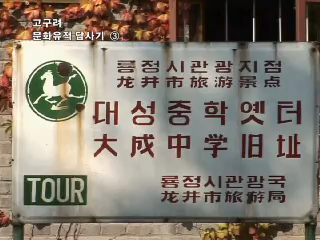 고구려
문화유적 답사기 ③
룡정시관광지점
龙井市旅游景点
대성중학옛터
大成中学旧址
TOUR
룡정시관광국
龙井市旅游局